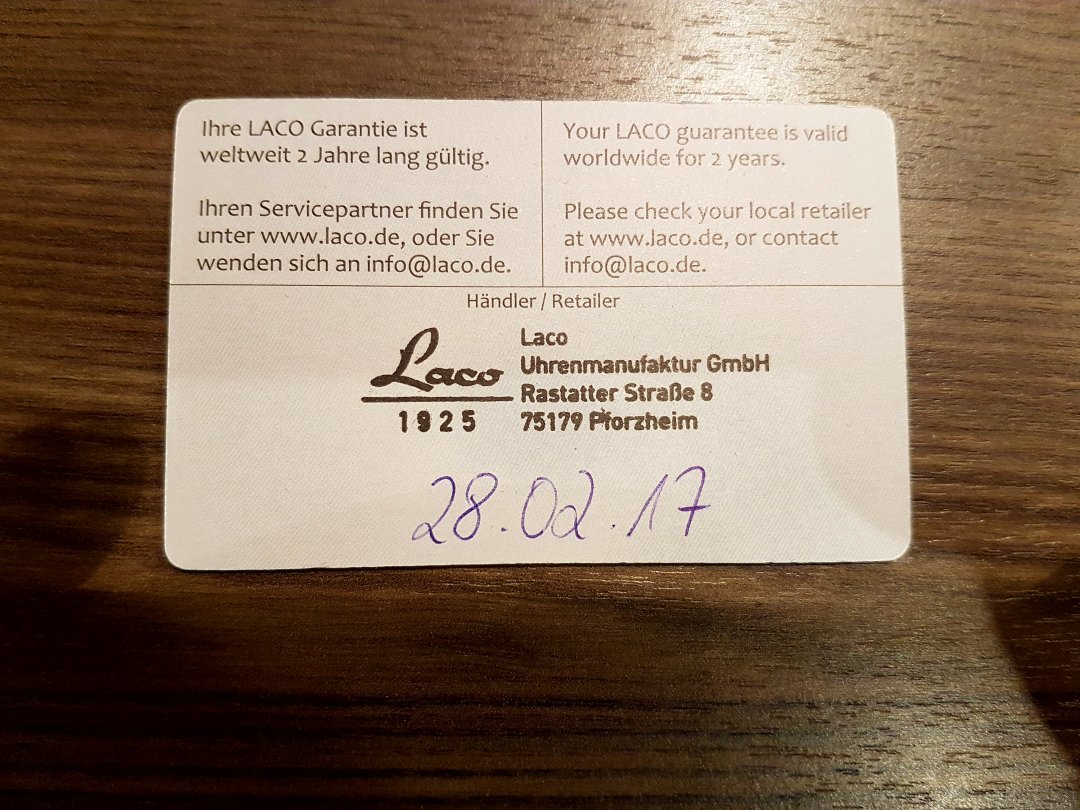 Ihre LACO Garantie ist
weltweit 2 Jahre lang gültig.
Ihren Servicepartner finden Sie
unter www.laco.de, oder Sie
wenden sich an info@laco.de.
Your LACO guarantee is valid
worldwide for 2 years.
Please check your local retailer
at www.laco.de, or contact
info@laco.de.
Händler / Retailer
Laco
1925
Laco
Uhrenmanufaktur GmbH
Rastatter Straße 8
75179 Pforzheim
28.02.17